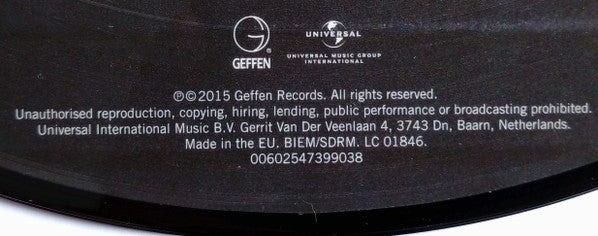 GEFFEN
UNIVERSAL
UNIVERSAL MUSIC GROUP
INTERNATIONAL
℗©2015 Geffen Records. All rights reserved.
Unauthorised reproduction, copying, hiring, lending, public performance or broadcasting prohibited.
Universal International Music B.V. Gerrit Van Der Veenlaan 4, 3743 Dn, Baarn, Netherlands.
Made in the EU. BIEM/SDRM. LC 01846.
00602547399038